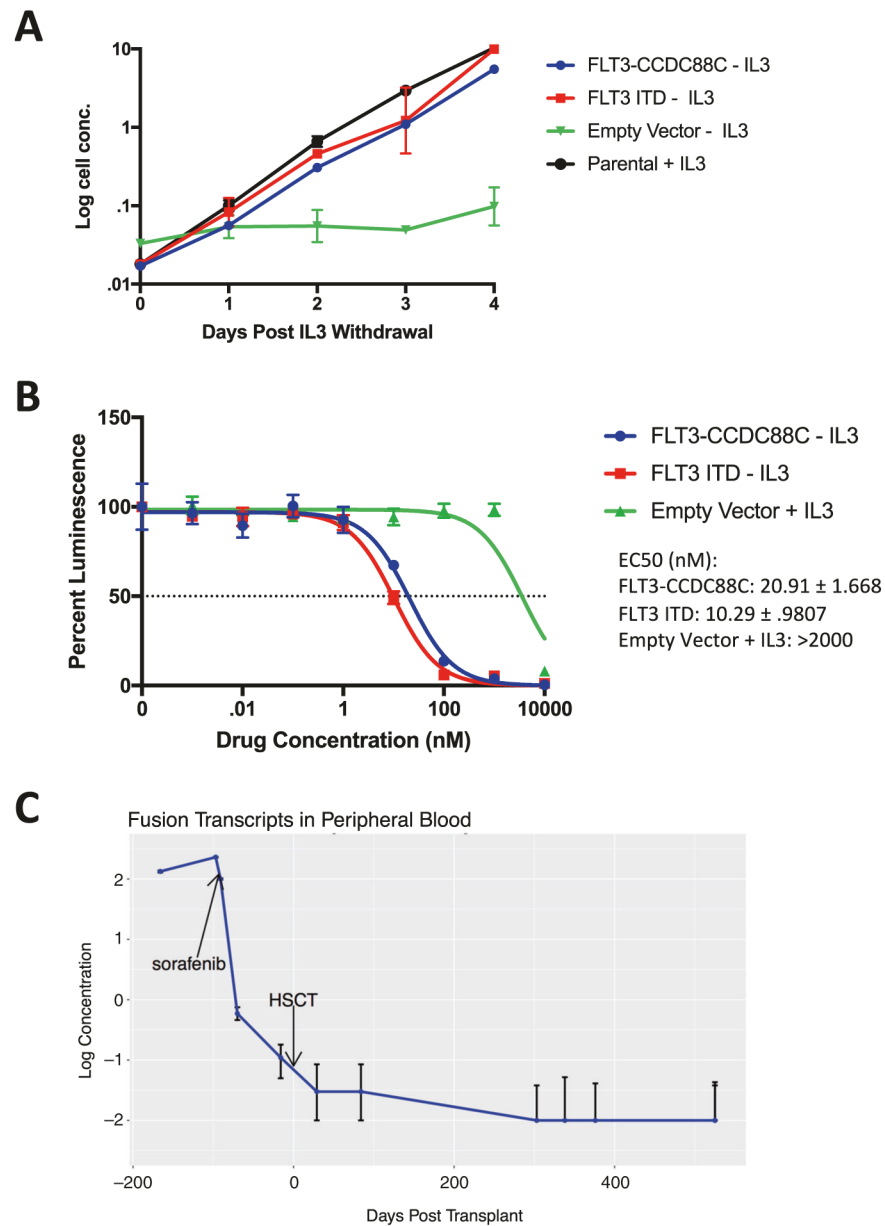 A
Log cell conc.
10
1
.1
.01
0 1 2 3 4
Days Post IL3 Withdrawal
FLT3-CCDC88C - IL3
FLT3 ITD - IL3
Empty Vector - IL3
Parental + IL3
B
Percent Luminescence
150
100
50
0
0 .01 1 100 10000
Drug Concentration (nM)
FLT3-CCDC88C - IL3
FLT3 ITD - IL3
Empty Vector + IL3
EC50 (nM):
FLT3-CCDC88C: 20.91 ± 1.668
FLT3 ITD: 10.29 ± .9807
Empty Vector + IL3: >2000
C
Fusion Transcripts in Peripheral Blood
Log Concentration
2
1
0
−1
−2
sorafenib
HSCT
−200 0 200 400
Days Post Transplant